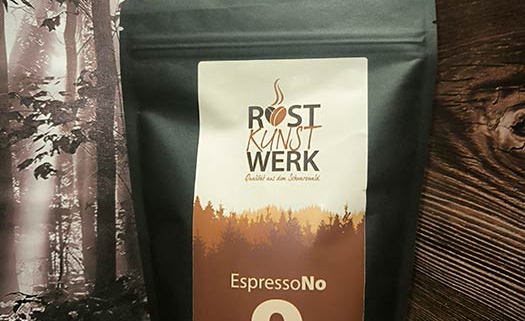 RÖST
KUNST
WERK
Qualität aus dem Schwarzwald
EspressoNo